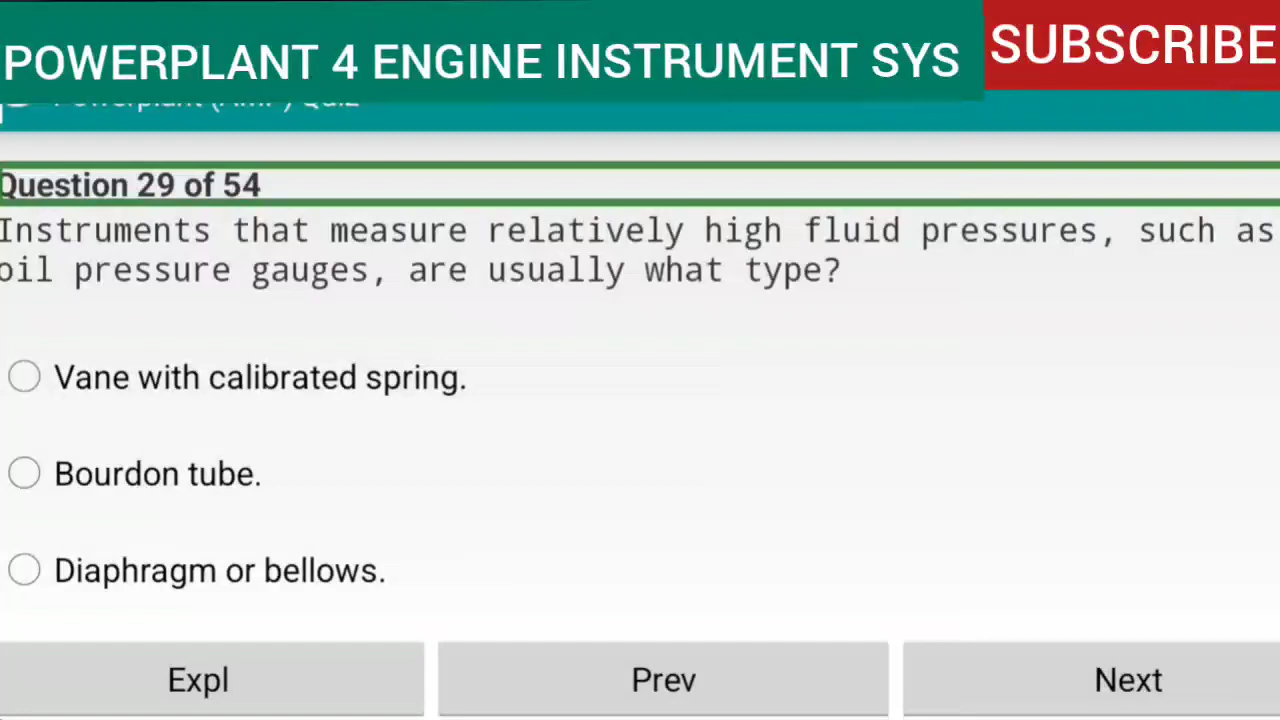 POWERPLANT 4 ENGINE INSTRUMENT SYS
SUBSCRIBE
Quiz
Question 29 of 54
Instruments that measure relatively high fluid pressures, such as
oil pressure gauges, are usually what type?
Vane with calibrated spring.
Bourdon tube.
Diaphragm or bellows.
Expl
Prev
Next